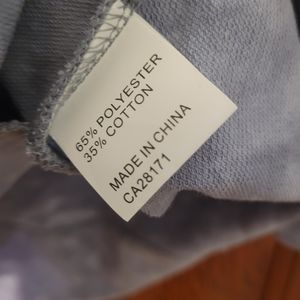 65% POLYESTER
35% COTTON
MADE IN CHINA
CA28171